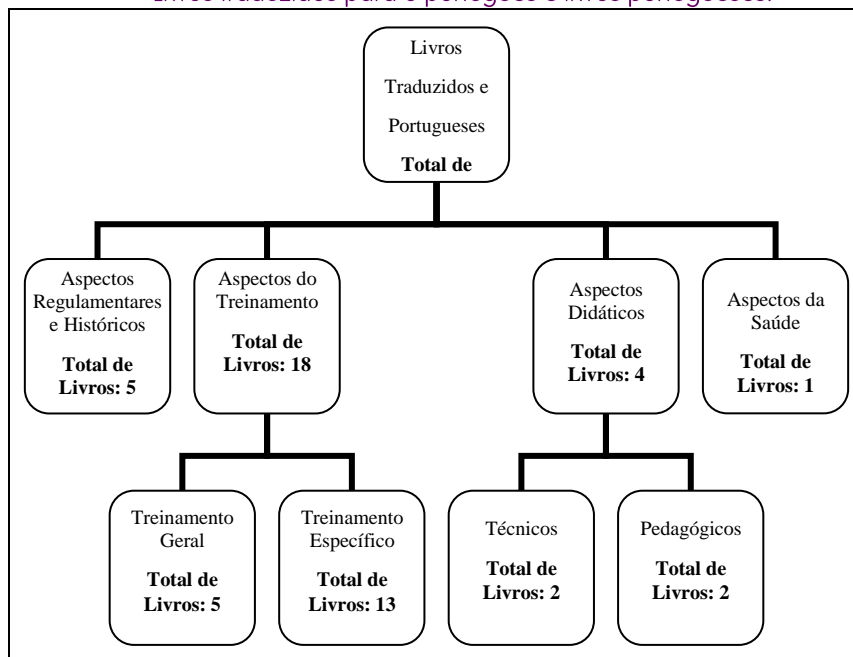 Livros traduzidos para o português e livros portugueses.
Livros
Traduzidos e
Portugueses
Total de
Aspectos
Regulamentares
e Históricos
Total de
Livros: 5
Aspectos do
Treinamento
Total de
Livros: 18
Aspectos
Didáticos
Total de
Livros: 4
Aspectos da
Saúde
Total de
Livros: 1
Treinamento
Geral
Total de
Livros: 5
Treinamento
Específico
Total de
Livros: 13
Técnicos
Total de
Livros: 2
Pedagógicos
Total de
Livros: 2